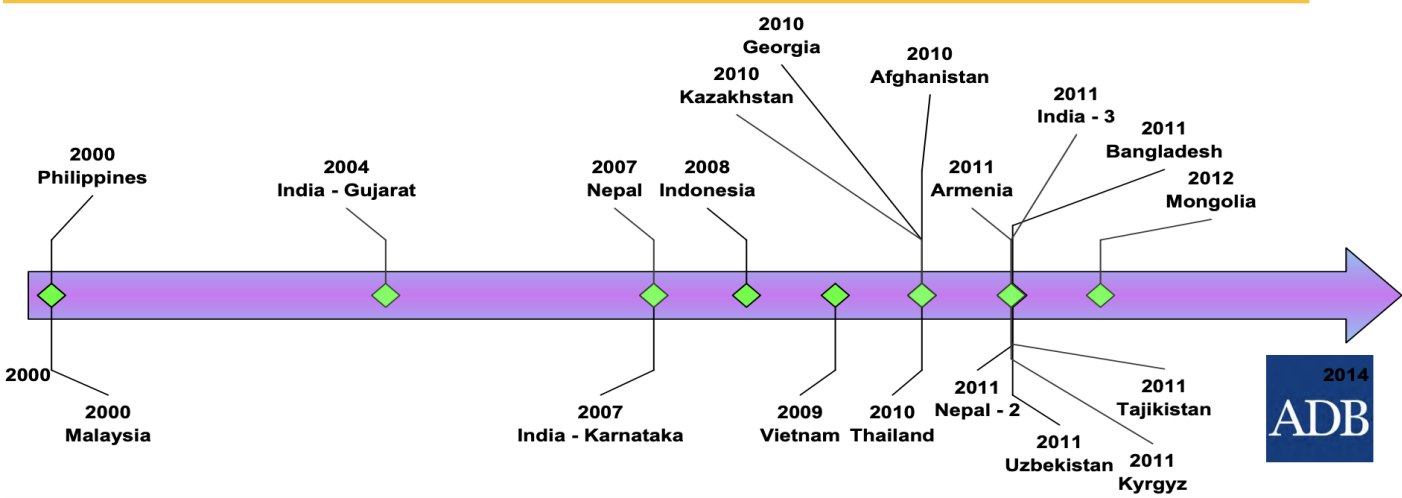 2010
Georgia
2010
Kazakhstan
2010
Afghanistan
2011
India - 3
2011
Bangladesh
2000
Philippines
2004
India - Gujarat
2007
Nepal
2008
Indonesia
2011
Armenia
2012
Mongolia
2000
2000
Malaysia
2007
India - Karnataka
2009
Vietnam
2010
Thailand
2011
Nepal - 2
2011
Uzbekistan
2011
Kyrgyz
2011
Tajikistan
2014
ADB